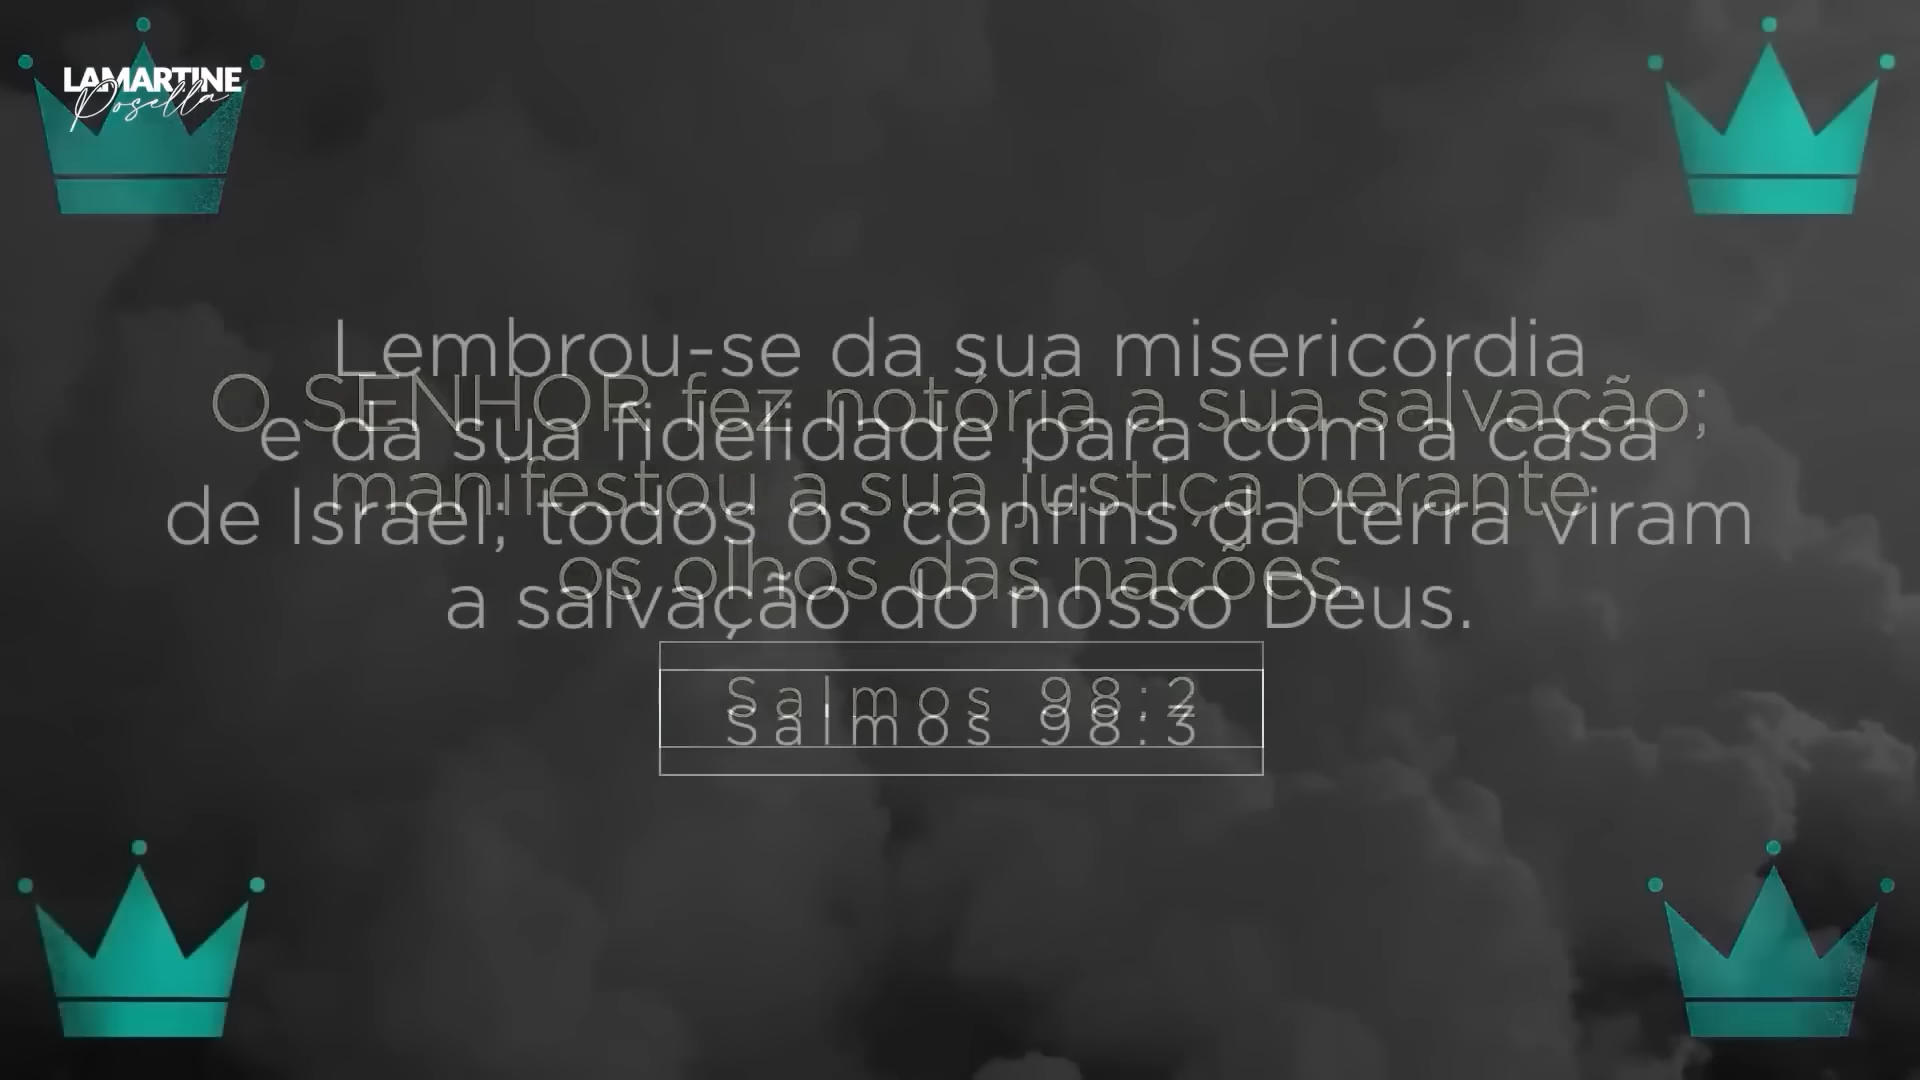 LAMARTINE
Posella
O SENHOR fez notória a sua salvação;
manifestou a sua justiça perante
os olhos das nações.
Salmos 98:2
Lembrou-se da sua misericórdia
e da sua fidelidade para com a casa
de Israel; todos os confins da terra viram
a salvação do nosso Deus.
Salmos 98:3